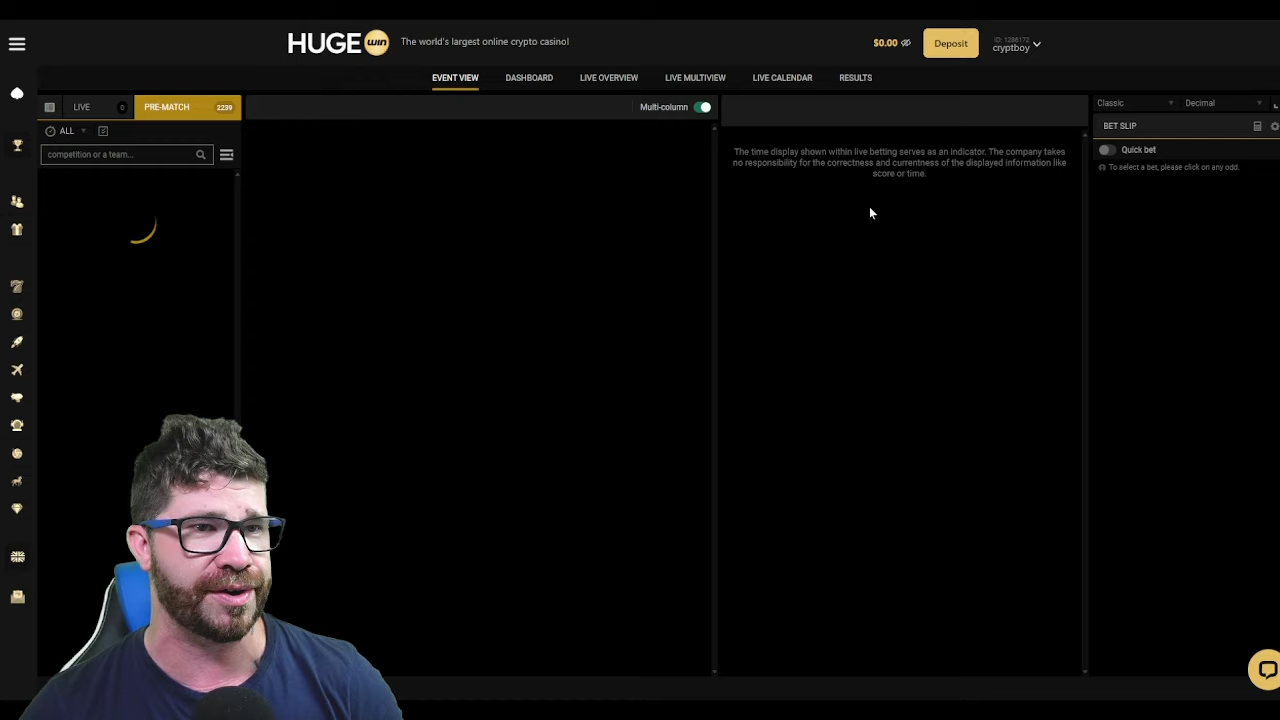 HUGE win
The world's largest online crypto casino!
$0.00
Deposit
ID: 1288172
cryptboy
EVENT VIEW
DASHBOARD
LIVE OVERVIEW
LIVE MULTIVIEW
LIVE CALENDAR
RESULTS
LIVE 0
PRE-MATCH 2239
Multi-column
Classic
Decimal
ALL
BET SLIP
competition or a team...
Quick bet
The time display shown within live betting serves as an indicator. The company takes
no responsibility for the correctness and currentness of the displayed information like
score or time.
To select a bet, please click on any odd.